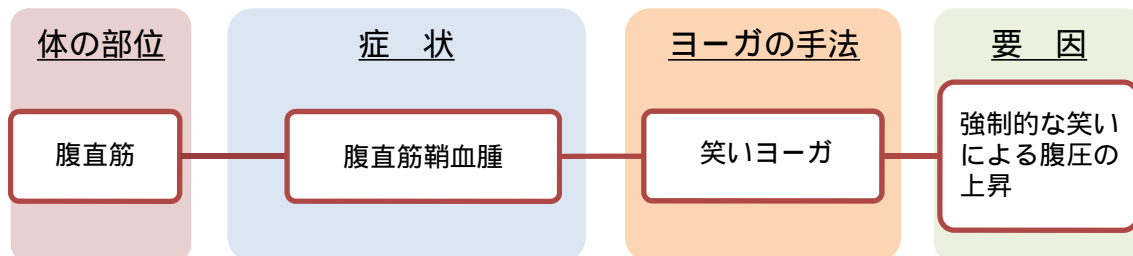 体の部位
症　状
ヨーガの手法
要　因
腹直筋
腹直筋鞘血腫
笑いヨーガ
強制的な笑い
による腹圧の
上昇